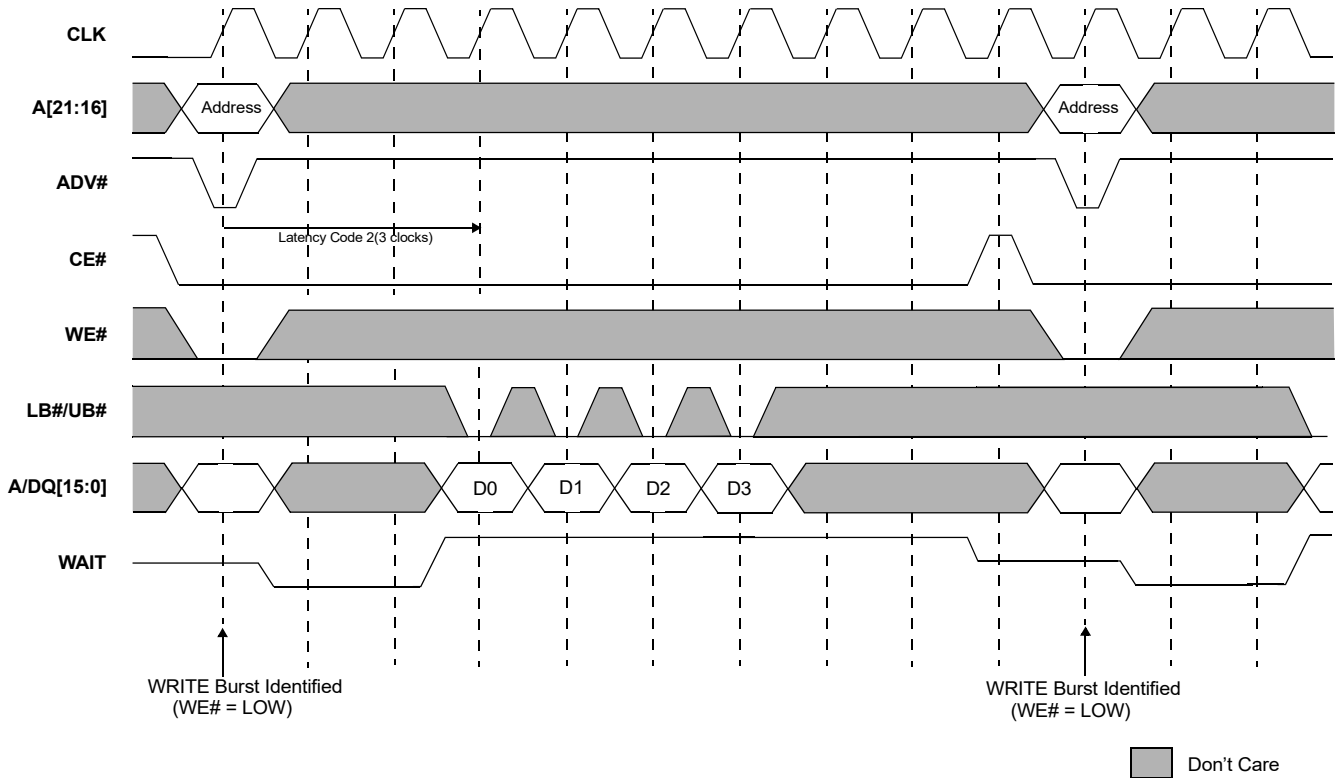 CLK
A[21:16]
Address
Address
ADV#
Latency Code 2(3 clocks)
CE#
WE#
LB#/UB#
A/DQ[15:0]
D0
D1
D2
D3
WAIT
WRITE Burst Identified
(WE# = LOW)
WRITE Burst Identified
(WE# = LOW)
Don't Care